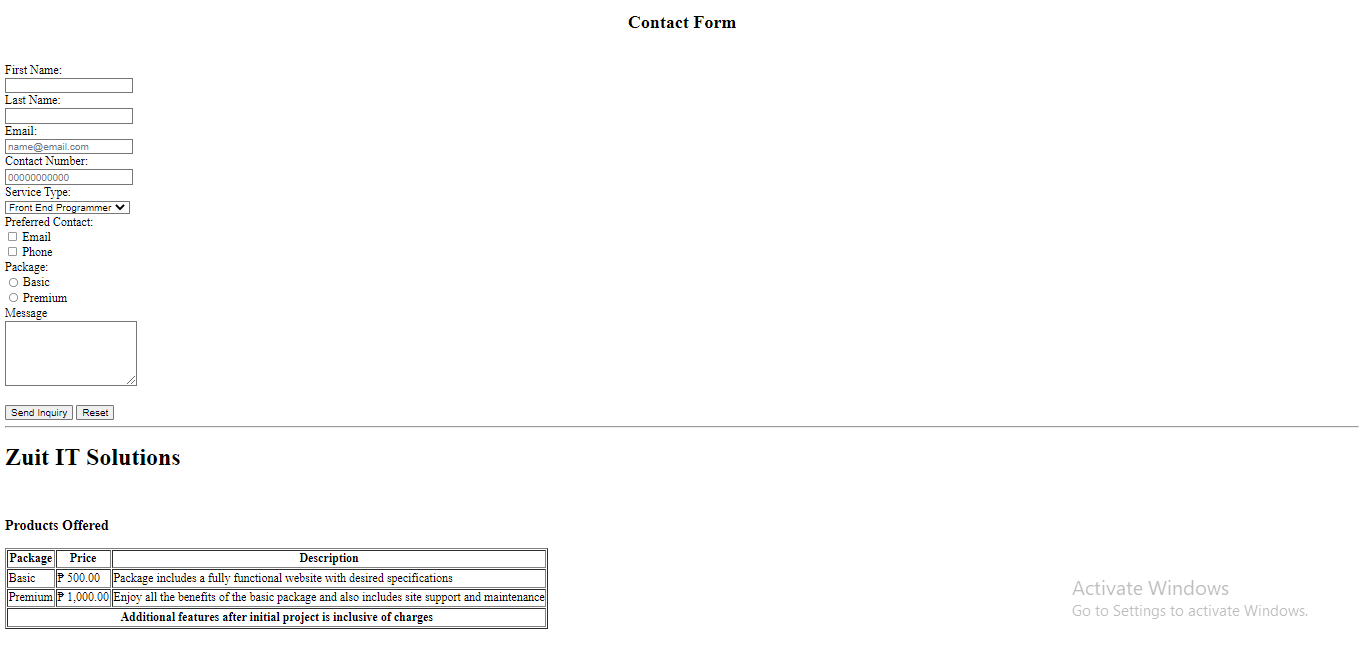 Contact Form
First Name:
Last Name:
Email:
name@email.com
Contact Number:
00000000000
Service Type:
Front End Programmer
Preferred Contact:
Email
Phone
Package:
Basic
Premium
Message
Send Inquiry Reset
Zuit IT Solutions
Products Offered
Package Price Description
Basic ₱ 500.00 Package includes a fully functional website with desired specifications
Premium ₱ 1,000.00 Enjoy all the benefits of the basic package and also includes site support and maintenance
Additional features after initial project is inclusive of charges
Activate Windows
Go to Settings to activate Windows.